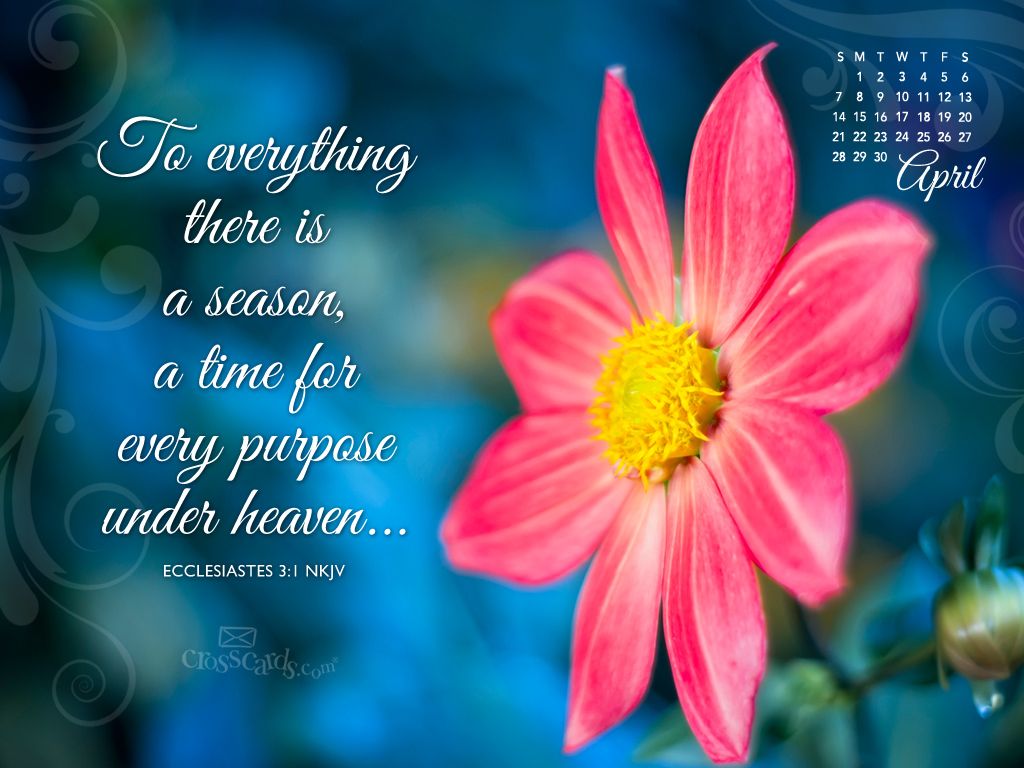 To everything
there is
a season,
a time for
every purpose
under heaven...
ECCLESIASTES 3:1 NKJV
crosscards.com®
S M T W T F S
1 2 3 4 5 6
7 8 9 10 11 12 13
14 15 16 17 18 19 20
21 22 23 24 25 26 27
28 29 30
April